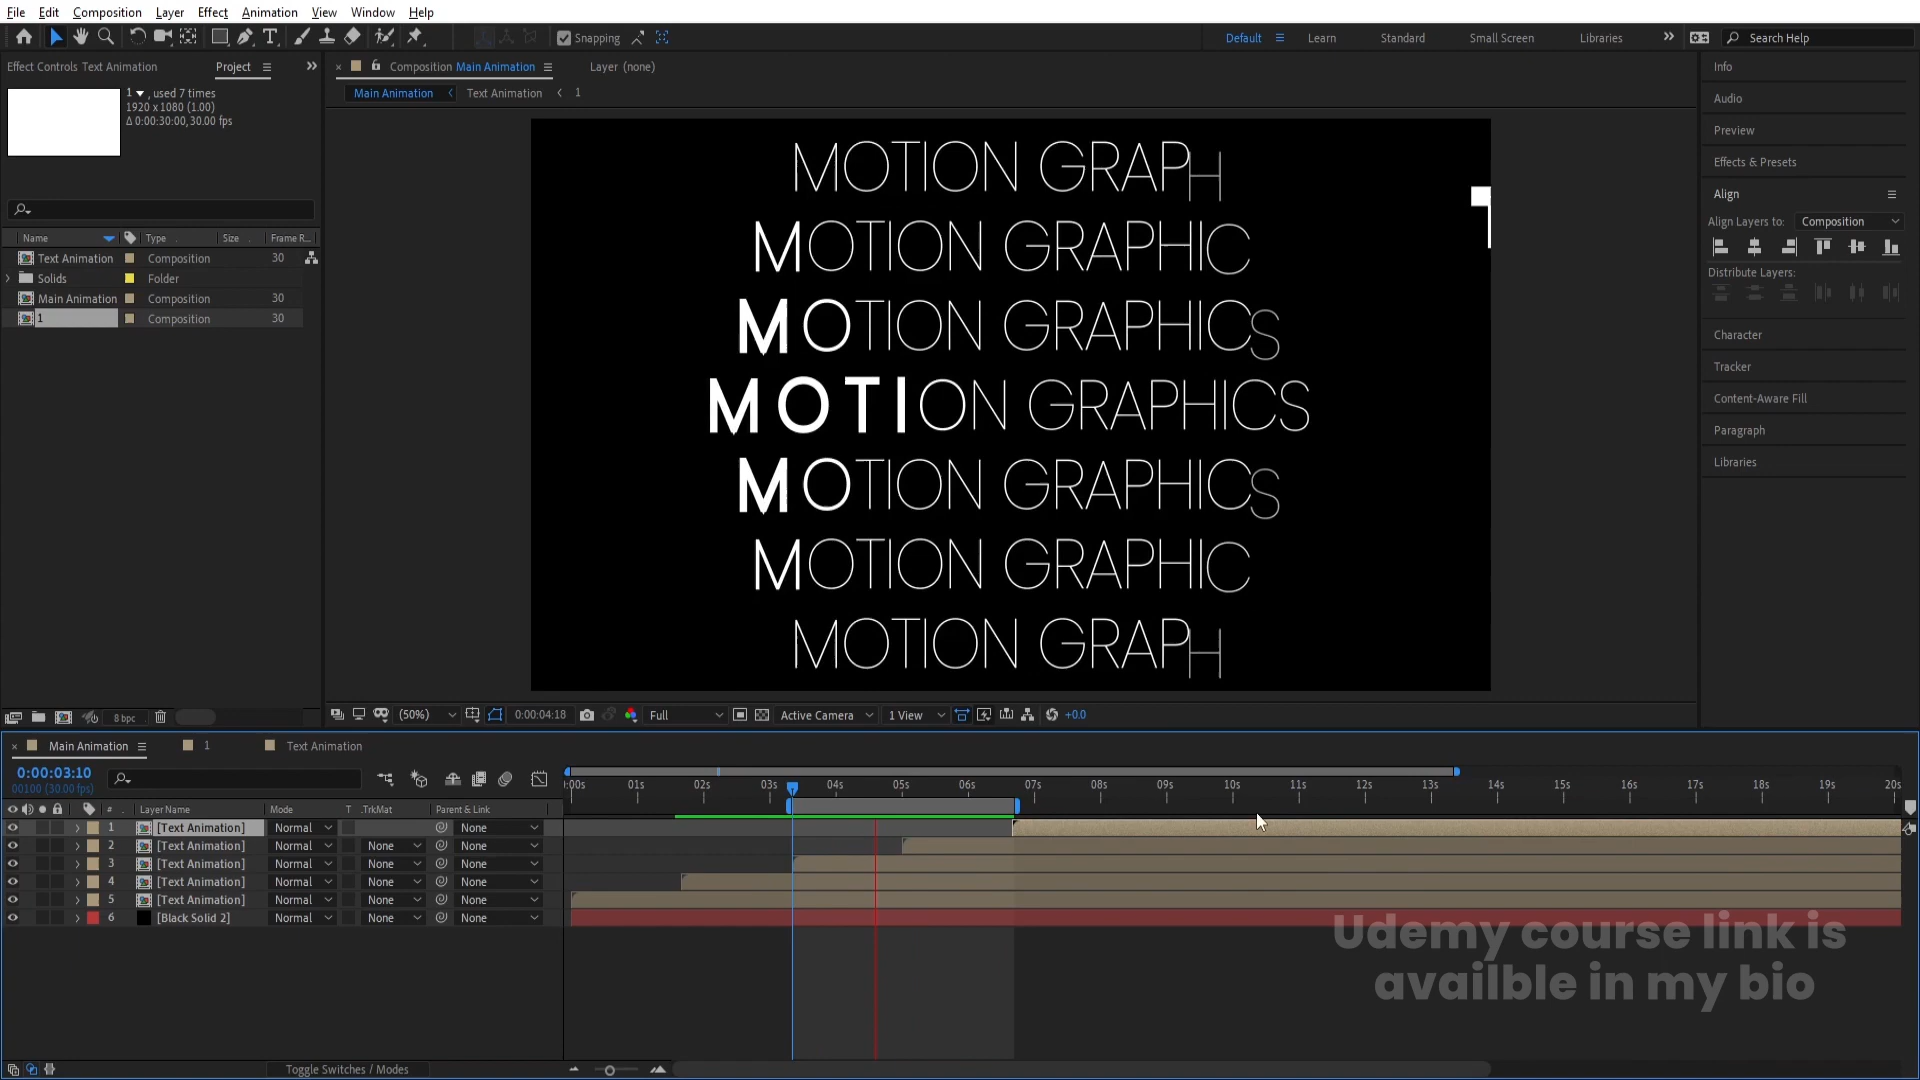 File Edit Composition Layer Effect Animation View Window Help
Snapping
Default Learn Standard Small Screen Libraries Search Help
Effect Controls Text Animation Project
Composition Main Animation Layer (none)
Main Animation Text Animation 1
1 , used 7 times
1920 x 1080 (1.00)
Δ 0:00:30:00, 30.00 fps
Name Type Size Frame R...
Text Animation Composition 30
Solids Folder
Main Animation Composition 30
1 Composition 30
8 bpc
MOTION GRAPH
MOTION GRAPHIC
MOTION GRAPHICS
MOTION GRAPHICS
MOTION GRAPHICS
MOTION GRAPHIC
MOTION GRAPH
(50%) 0:00:04:18 Full Active Camera 1 View +0.0
Info
Audio
Preview
Effects & Presets
Align
Align Layers to: Composition
Distribute Layers:
Character
Tracker
Content-Aware Fill
Paragraph
Libraries
Main Animation 1 Text Animation
0:00:03:10
00100 (30.00 fps)
:00s 01s 02s 03s 04s 05s 06s 07s 08s 09s 10s 11s 12s 13s 14s 15s 16s 17s 18s 19s 20s
# Layer Name Mode T .TrkMat Parent & Link
1 [Text Animation] Normal None
2 [Text Animation] Normal None None
3 [Text Animation] Normal None None
4 [Text Animation] Normal None None
5 [Text Animation] Normal None None
6 [Black Solid 2] Normal None None
Udemy course link is
availble in my bio
Toggle Switches / Modes